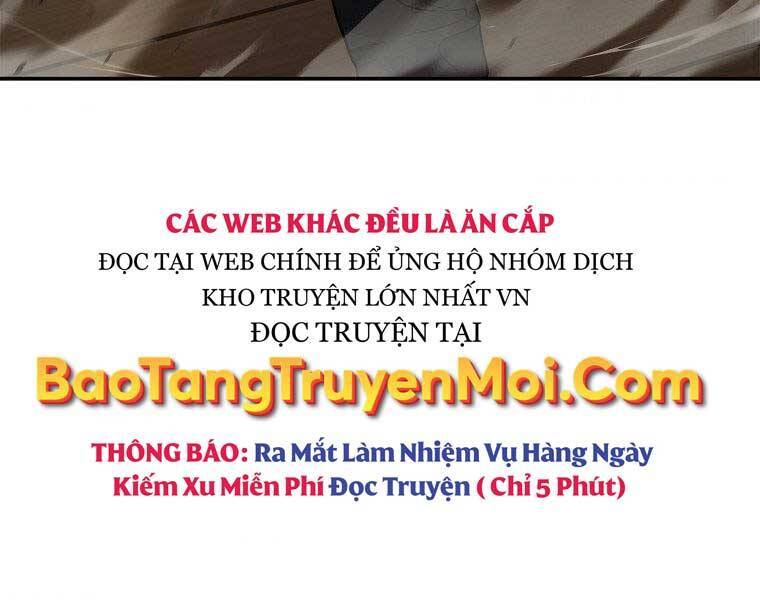 CÁC WEB KHÁC ĐỀU LÀ ĂN CẮP
ĐỌC TẠI WEB CHÍNH ĐỂ ỦNG HỘ NHÓM DỊCH
KHO TRUYỆN LỚN NHẤT VN
ĐỌC TRUYỆN TẠI
BaoTangTruyenMoi.Com
THÔNG BÁO: Ra Mắt Làm Nhiệm Vụ Hàng Ngày
Kiếm Xu Miễn Phí Đọc Truyện ( Chỉ 5 Phút)